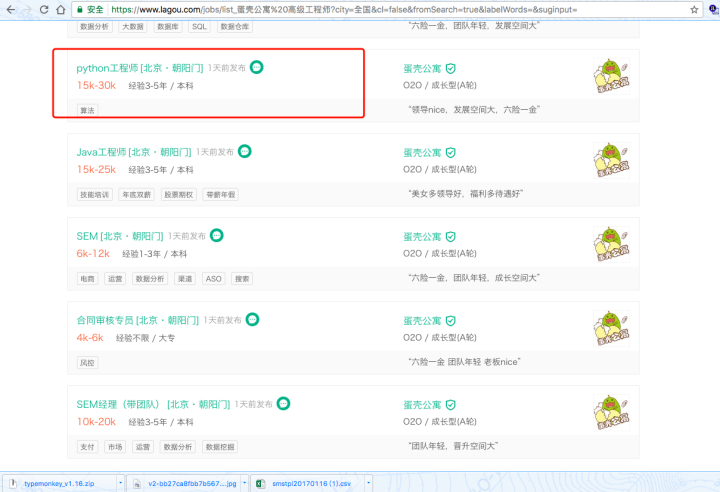 安全 | https://www.lagou.com/jobs/list_蛋壳公寓%20高级工程师?city=全国&cl=false&fromSearch=true&labelWords=&suginput=
数据分析 大数据 数据库 SQL 数据仓库
“六险一金，团队年轻，发展空间大”
python工程师 [北京・朝阳门] 1天前发布
蛋壳公寓
15k-30k 经验3-5年 / 本科
O2O / 成长型(A轮)
算法
“领导nice，发展空间大，六险一金”
Java工程师 [北京・朝阳门] 1天前发布
蛋壳公寓
15k-25k 经验3-5年 / 本科
O2O / 成长型(A轮)
技能培训 年底双薪 股票期权 带薪年假
“美女多领导好，福利多待遇好”
SEM [北京・朝阳门] 1天前发布
蛋壳公寓
6k-12k 经验1-3年 / 本科
O2O / 成长型(A轮)
电商 运营 数据分析 渠道 ASO 搜索
“六险一金，团队年轻，成长空间大”
合同审核专员 [北京・朝阳门] 1天前发布
蛋壳公寓
4k-6k 经验不限 / 大专
O2O / 成长型(A轮)
风控
“六险一金 团队年轻 老板nice”
SEM经理（带团队） [北京・朝阳门] 1天前发布
蛋壳公寓
10k-20k 经验3-5年 / 本科
O2O / 成长型(A轮)
支付 市场 运营 数据分析 数据挖掘
“团队年轻，晋升空间大”
typemonkey_v1.16.zip
v2-bb27ca8fbb7b567....jpg
smstpl20170116 (1).csv